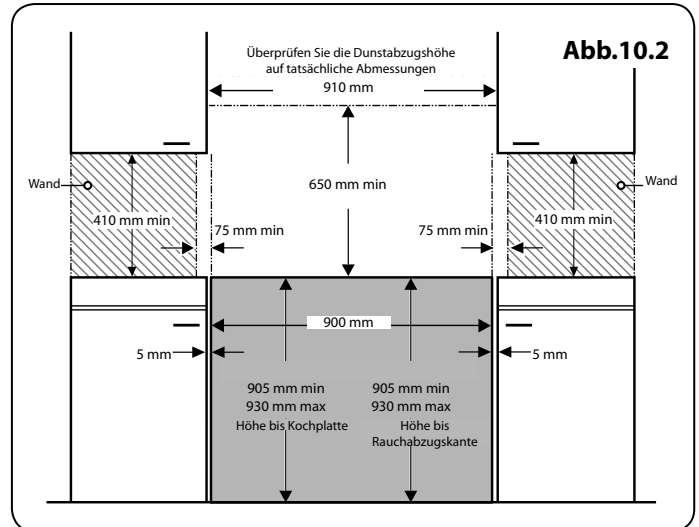 Abb.10.2
Überprüfen Sie die Dunstabzugshöhe
auf tatsächliche Abmessungen
910 mm
650 mm min
Wand
Wand
410 mm min
410 mm min
75 mm min
75 mm min
900 mm
5 mm
5 mm
905 mm min
930 mm max
Höhe bis Kochplatte
905 mm min
930 mm max
Höhe bis
Rauchabzugskante